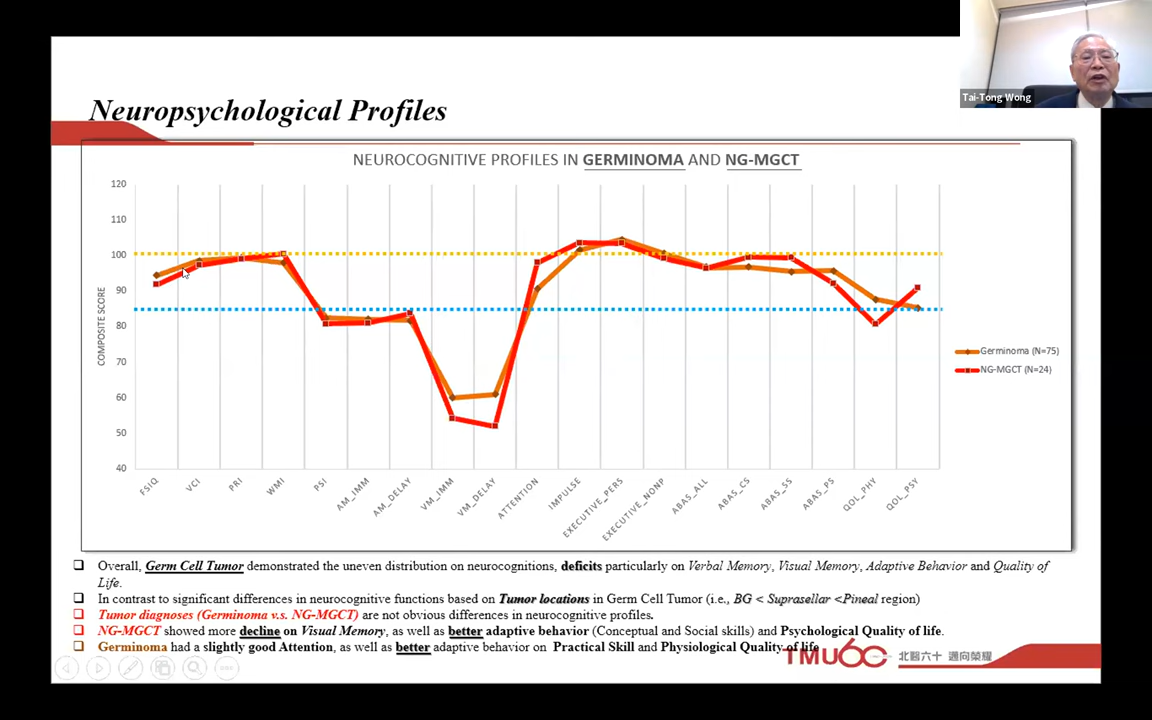 Tai-Tong Wong
Neuropsychological Profiles
NEUROCOGNITIVE PROFILES IN GERMINOMA AND NG-MGCT
120
110
100
90
80
70
60
50
40
COMPOSITE SCORE
FSIQ
VCI
PRI
WMI
PSI
AM_IMM
AM_DELAY
VM_IMM
VM_DELAY
ATTENTION
IMPULSE
EXECUTIVE_PERS
EXECUTIVE_NONP
ABAS_ALL
ABAS_CS
ABAS_SS
ABAS_PS
QOL_PHY
QOL_PSY
Germinoma (N=75)
NG-MGCT (N=24)
Overall, Germ Cell Tumor demonstrated the uneven distribution on neurocognitions, deficits particularly on Verbal Memory, Visual Memory, Adaptive Behavior and Quality of
Life.
In contrast to significant differences in neurocognitive functions based on Tumor locations in Germ Cell Tumor (i.e., BG < Suprasellar <Pineal region)
Tumor diagnoses (Germinoma v.s. NG-MGCT) are not obvious differences in neurocognitive profiles.
NG-MGCT showed more decline on Visual Memory, as well as better adaptive behavior (Conceptual and Social skills) and Psychological Quality of life.
Germinoma had a slightly good Attention, as well as better adaptive behavior on Practical Skill and Physiological Quality of life
TMU60 北醫六十 邁向榮耀